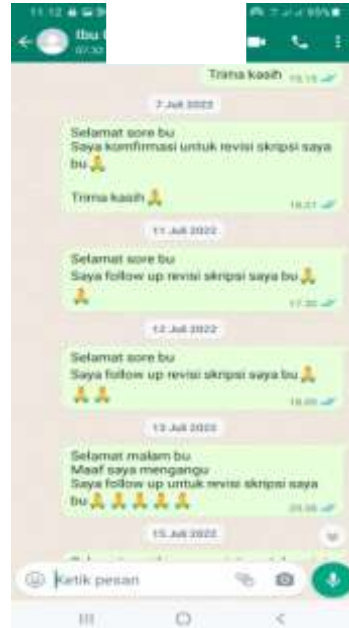 11.12
95%
Ibu
07.32
Trima kasih
7 Juli 2022
Selamat sore bu
Saya komfirmasi untuk revisi skripsi saya
bu 🙏
Trima kasih 🙏
11 Juli 2022
Selamat sore bu
Saya follow up revisi skripsi saya bu 🙏
🙏
17.30
12 Juli 2022
Selamat sore bu
Saya follow up revisi skripsi saya bu 🙏
🙏 🙏
13 Juli 2022
Selamat malam bu
Maaf saya mengangu
Saya follow up untuk revisi skripsi saya
bu 🙏 🙏 🙏 🙏 🙏
15 Juli 2022
Ketik pesan